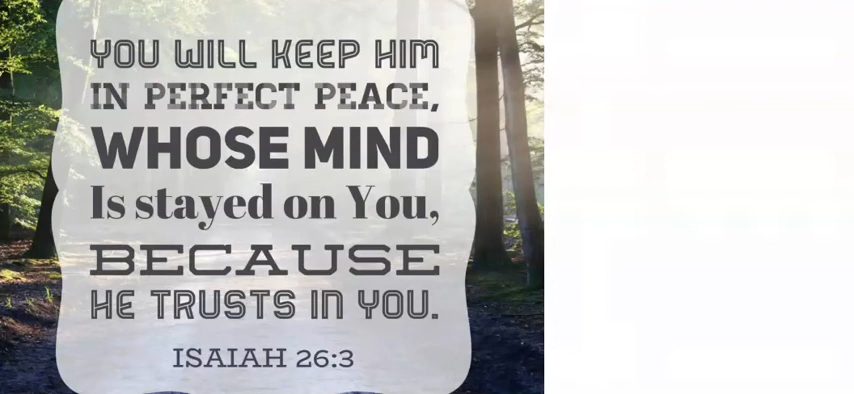 YOU WILL KEEP HIM
IN PERFECT PEACE,
WHOSE MIND
Is stayed on You,
BECAUSE
HE TRUSTS IN YOU.
ISAIAH 26:3